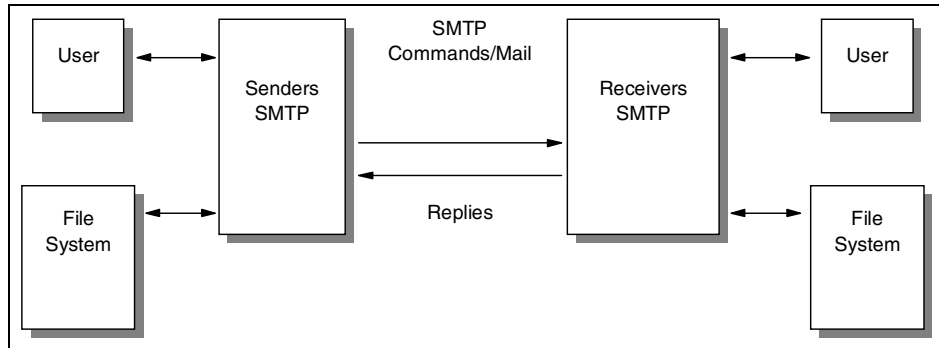 User
Senders
SMTP
SMTP
Commands/Mail
Receivers
SMTP
User
File
System
Replies
File
System